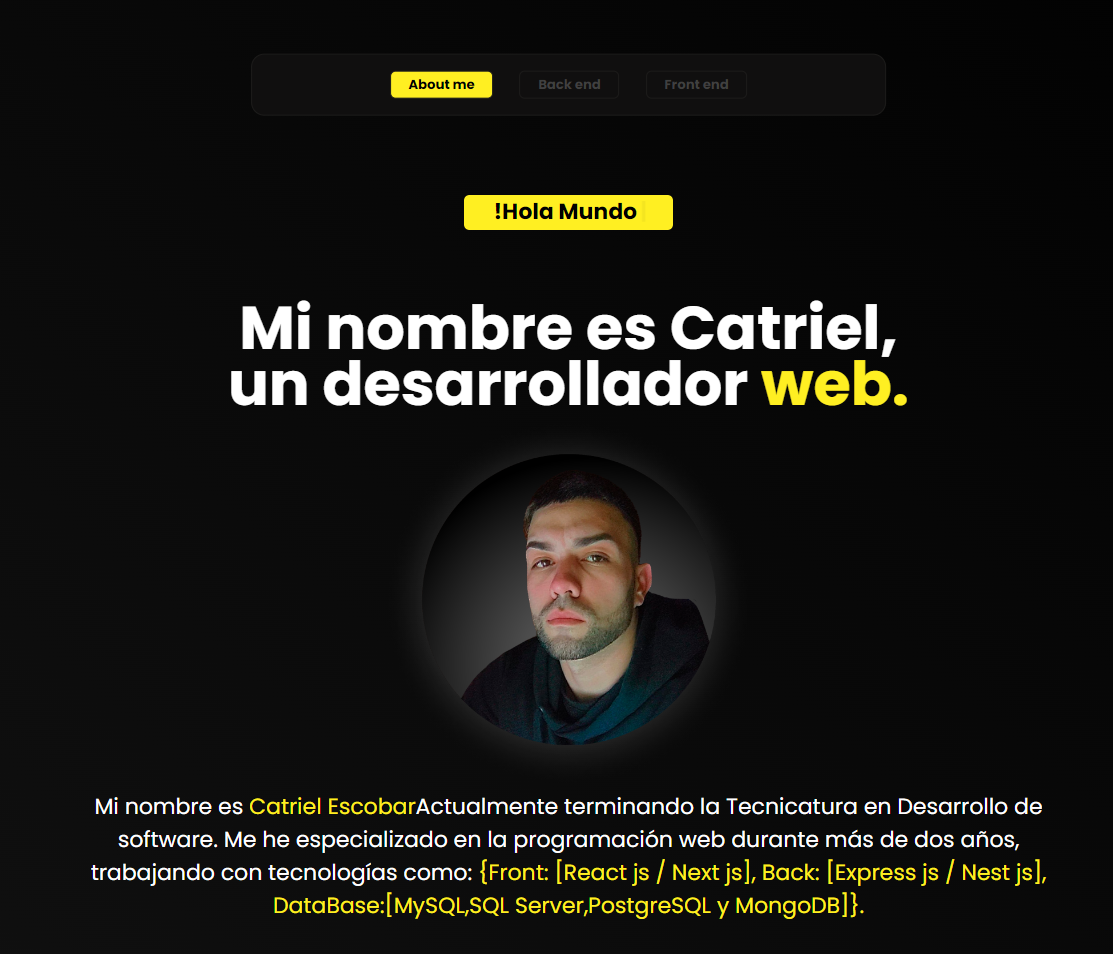 About me Back end Front end
!Hola Mundo
Mi nombre es Catriel,
un desarrollador web.
Mi nombre es Catriel EscobarActualmente terminando la Tecnicatura en Desarrollo de
software. Me he especializado en la programación web durante más de dos años,
trabajando con tecnologías como: {Front: [React js / Next js], Back: [Express js / Nest js],
DataBase:[MySQL,SQL Server,PostgreSQL y MongoDB]}.